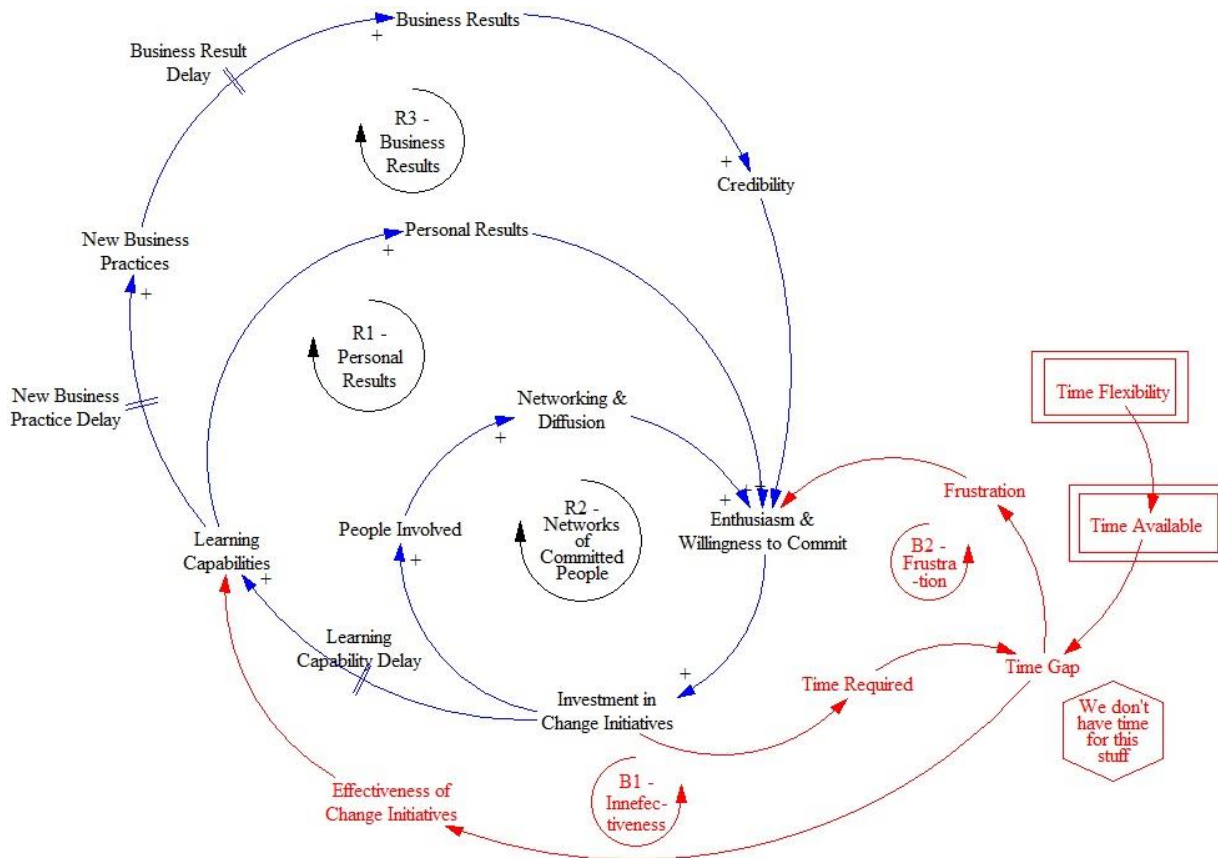 Business Results
+
Business Result
Delay
R3 -
Business
Results
+
Credibility
New Business
Practices
+
Personal Results
+
R1 -
Personal
Results
New Business
Practice Delay
Networking &
Diffusion
+
Time Flexibility
Frustration
Time Available
People Involved
+
R2 -
Networks
of
Committed
People
+
+
+
Enthusiasm &
Willingness to Commit
B2 -
Frustra
-tion
Learning
Capabilities
+
Learning
Capability Delay
+
Investment in
Change Initiatives
Time Required
Time Gap
We don't
have time
for this
stuff
Effectiveness of
Change Initiatives
B1 -
Innefec-
tiveness